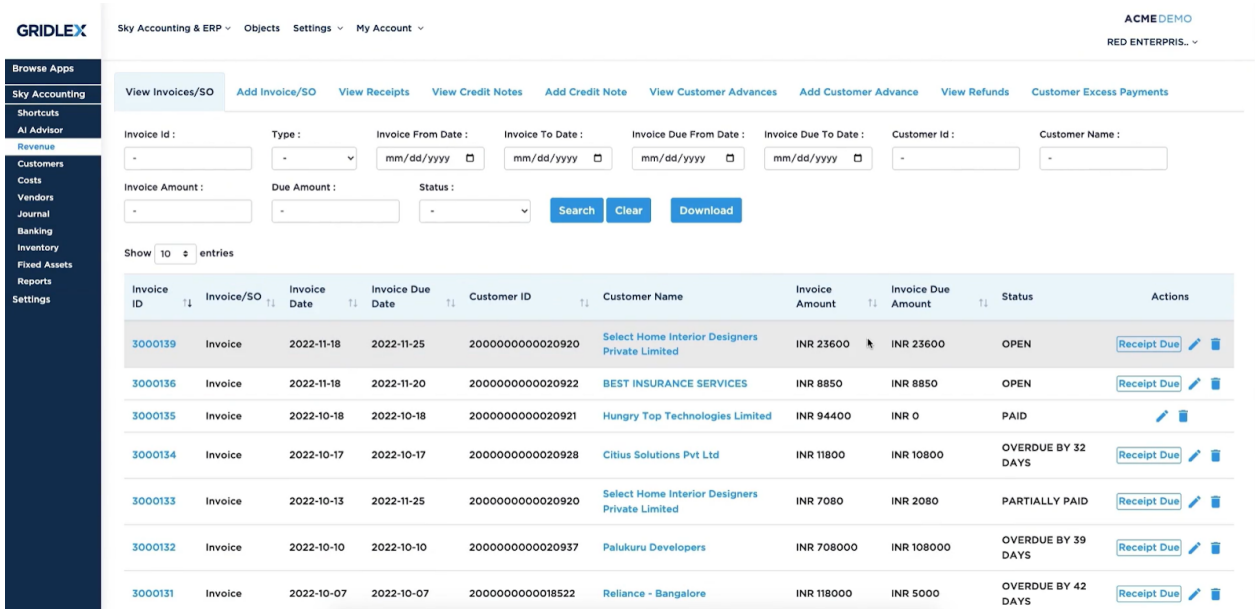 GRIDLEX
Sky Accounting & ERP Objects Settings My Account
ACMEDEMO
RED ENTERPRIS..
Browse Apps
Sky Accounting
Shortcuts
AI Advisor
Revenue
Customers
Costs
Vendors
Journal
Banking
Inventory
Fixed Assets
Reports
Settings
View Invoices/SO Add Invoice/SO View Receipts View Credit Notes Add Credit Note View Customer Advances Add Customer Advance View Refunds Customer Excess Payments
Invoice Id : Type : Invoice From Date : Invoice To Date : Invoice Due From Date : Invoice Due To Date : Customer Id : Customer Name :
- - mm/dd/yyyy mm/dd/yyyy mm/dd/yyyy mm/dd/yyyy - -
Invoice Amount : Due Amount : Status :
- - - Search Clear Download
Show 10 entries
Invoice ID Invoice/SO Invoice Date Invoice Due Date Customer ID Customer Name Invoice Amount Invoice Due Amount Status Actions
3000139 Invoice 2022-11-18 2022-11-25 2000000000020920 Select Home Interior Designers Private Limited INR 23600 INR 23600 OPEN Receipt Due
3000136 Invoice 2022-11-18 2022-11-20 2000000000020922 BEST INSURANCE SERVICES INR 8850 INR 8850 OPEN Receipt Due
3000135 Invoice 2022-10-18 2022-10-18 2000000000020921 Hungry Top Technologies Limited INR 94400 INR 0 PAID
3000134 Invoice 2022-10-17 2022-10-17 2000000000020928 Citius Solutions Pvt Ltd INR 11800 INR 10800 OVERDUE BY 32 DAYS Receipt Due
3000133 Invoice 2022-10-13 2022-11-25 2000000000020920 Select Home Interior Designers Private Limited INR 7080 INR 2080 PARTIALLY PAID Receipt Due
3000132 Invoice 2022-10-10 2022-10-10 2000000000020937 Palukuru Developers INR 708000 INR 108000 OVERDUE BY 39 DAYS Receipt Due
3000131 Invoice 2022-10-07 2022-10-07 2000000000018522 Reliance - Bangalore INR 118000 INR 5000 OVERDUE BY 42 DAYS Receipt Due